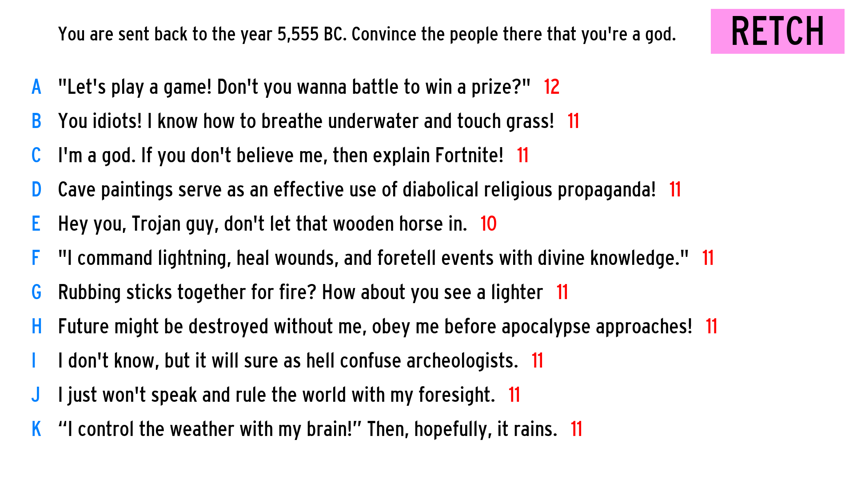 You are sent back to the year 5,555 BC. Convince the people there that you're a god.
RETCH
A "Let's play a game! Don't you wanna battle to win a prize?" 12
B You idiots! I know how to breathe underwater and touch grass! 11
C I'm a god. If you don't believe me, then explain Fortnite! 11
D Cave paintings serve as an effective use of diabolical religious propaganda! 11
E Hey you, Trojan guy, don't let that wooden horse in. 10
F "I command lightning, heal wounds, and foretell events with divine knowledge." 11
G Rubbing sticks together for fire? How about you see a lighter 11
H Future might be destroyed without me, obey me before apocalypse approaches! 11
I I don't know, but it will sure as hell confuse archeologists. 11
J I just won't speak and rule the world with my foresight. 11
K “I control the weather with my brain!” Then, hopefully, it rains. 11